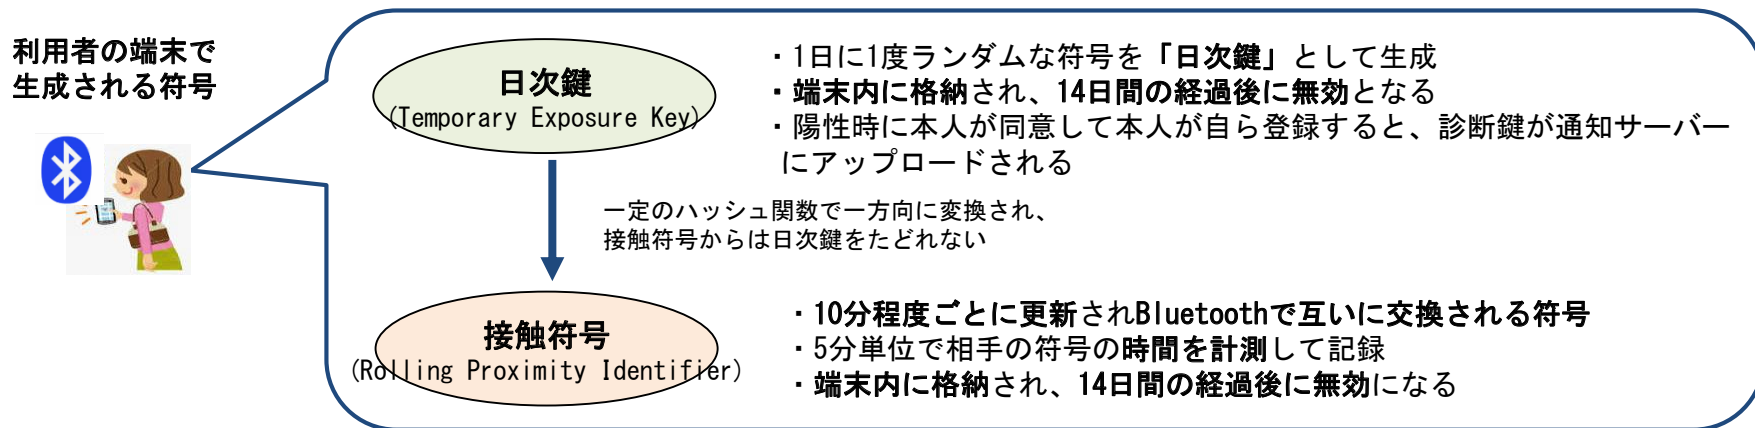 利用者の端末で
生成される符号
日次鍵
(Temporary Exposure Key)
・1日に1度ランダムな符号を「日次鍵」として生成
・端末内に格納され、14日間の経過後に無効となる
・陽性時に本人が同意して本人が自ら登録すると、診断鍵が通知サーバー
にアップロードされる
一定のハッシュ関数で一方向に変換され、
接触符号からは日次鍵をたどれない
接触符号
(Rolling Proximity Identifier)
・10分程度ごとに更新されBluetoothで互いに交換される符号
・5分単位で相手の符号の時間を計測して記録
・端末内に格納され、14日間の経過後に無効になる